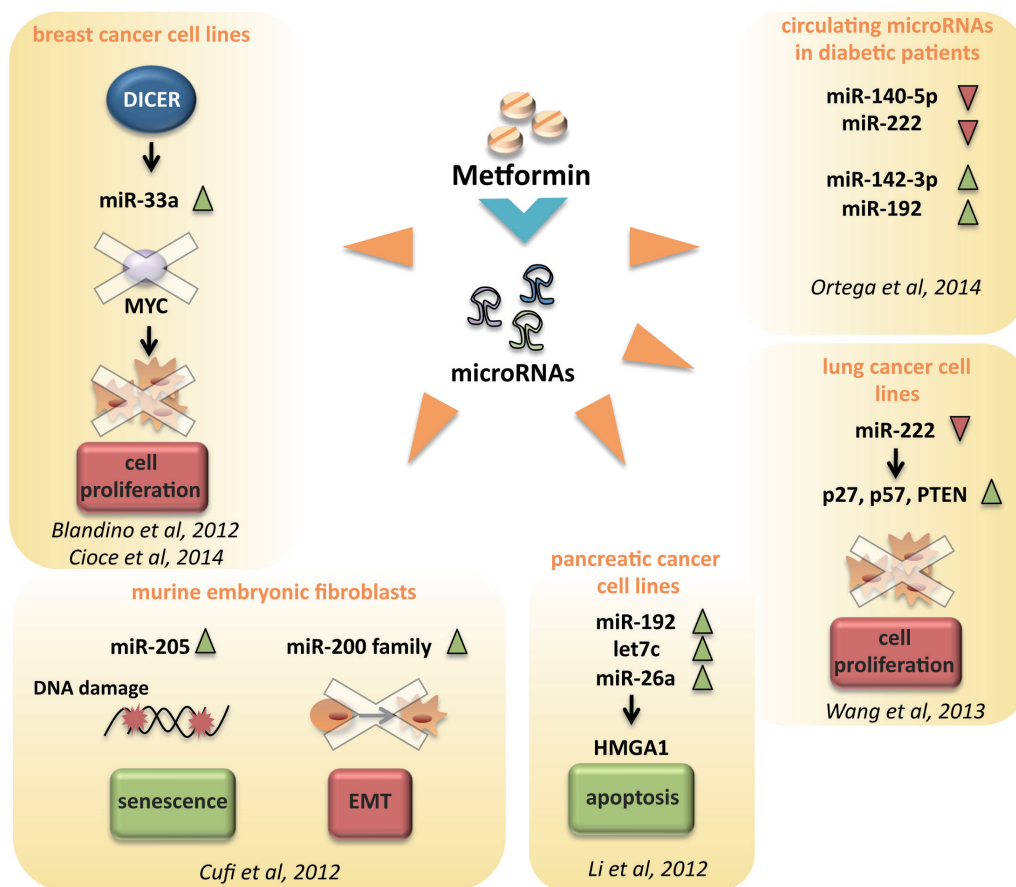 breast cancer cell lines
DICER
miR-33a
MYC
cell
proliferation
Blandino et al, 2012
Cioce et al, 2014
Metformin
microRNAs
circulating microRNAs
in diabetic patients
miR-140-5p
miR-222
miR-142-3p
miR-192
Ortega et al, 2014
lung cancer cell
lines
miR-222
p27, p57, PTEN
cell
proliferation
Wang et al, 2013
murine embryonic fibroblasts
miR-205
miR-200 family
DNA damage
senescence
EMT
Cufi et al, 2012
pancreatic cancer
cell lines
miR-192
let7c
miR-26a
HMGA1
apoptosis
Li et al, 2012